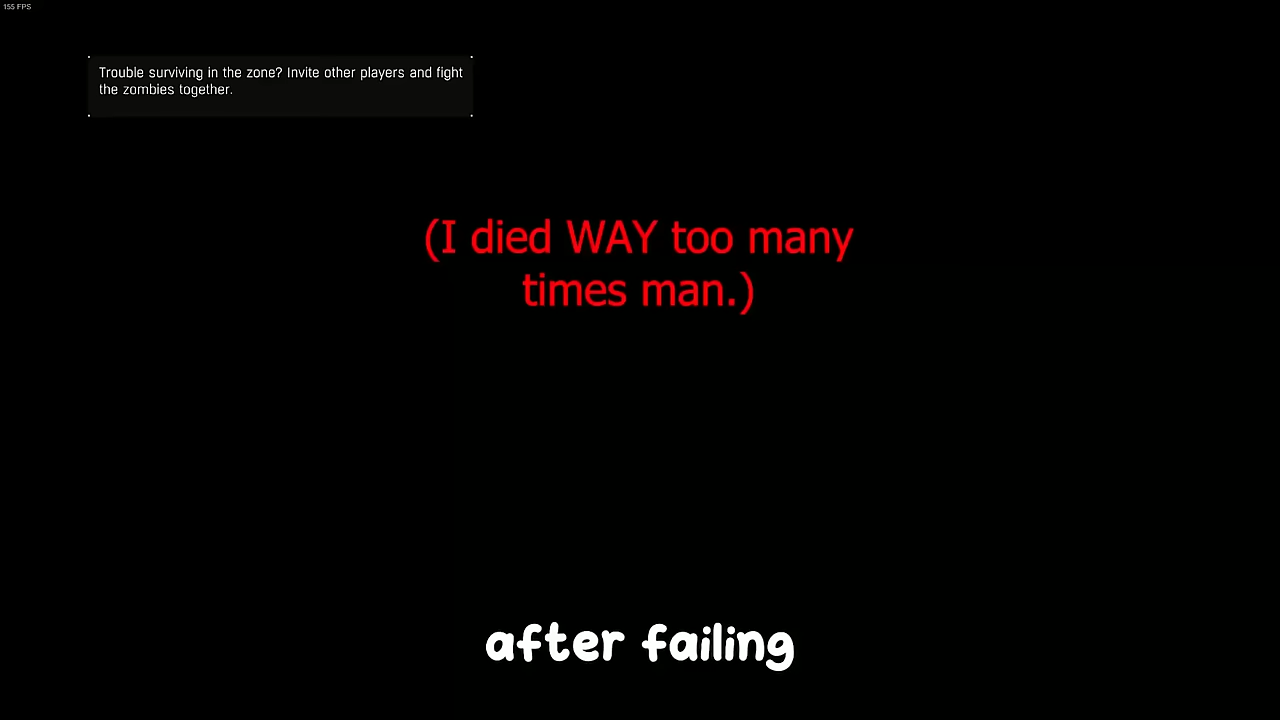 155 FPS
Trouble surviving in the zone? Invite other players and fight
the zombies together.
(I died WAY too many
times man.)
after failing